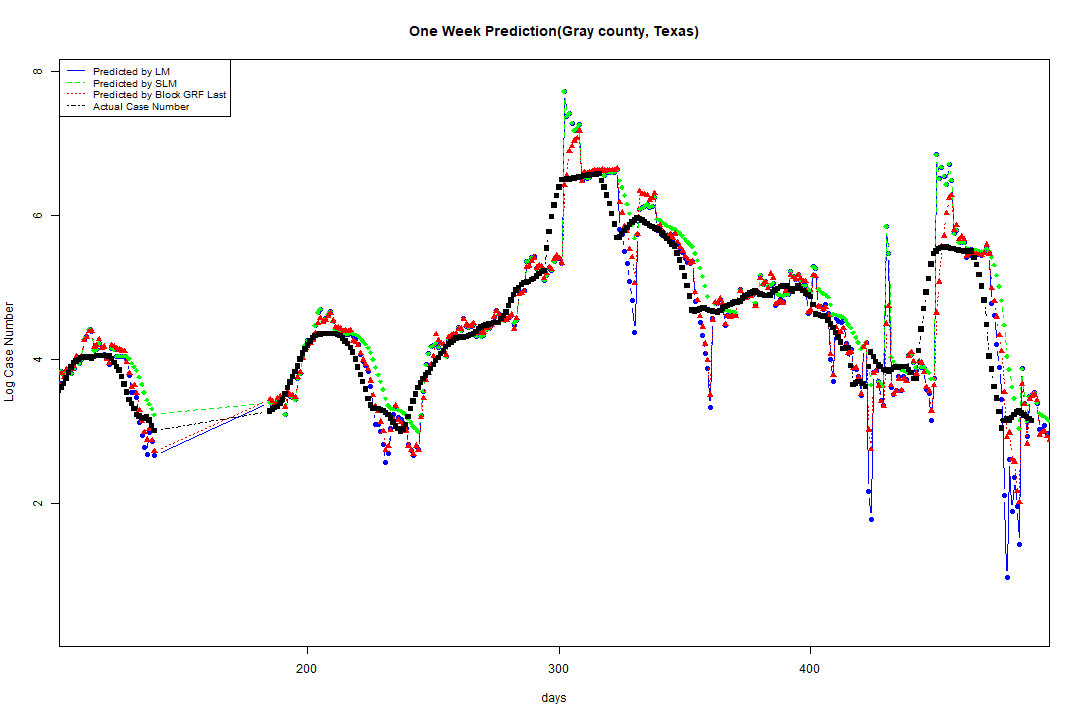 One Week Prediction(Gray county, Texas)
Predicted by LM
Predicted by SLM
Predicted by Block GRF Last
Actual Case Number
Log Case Number
8
6
4
2
200 300 400
days